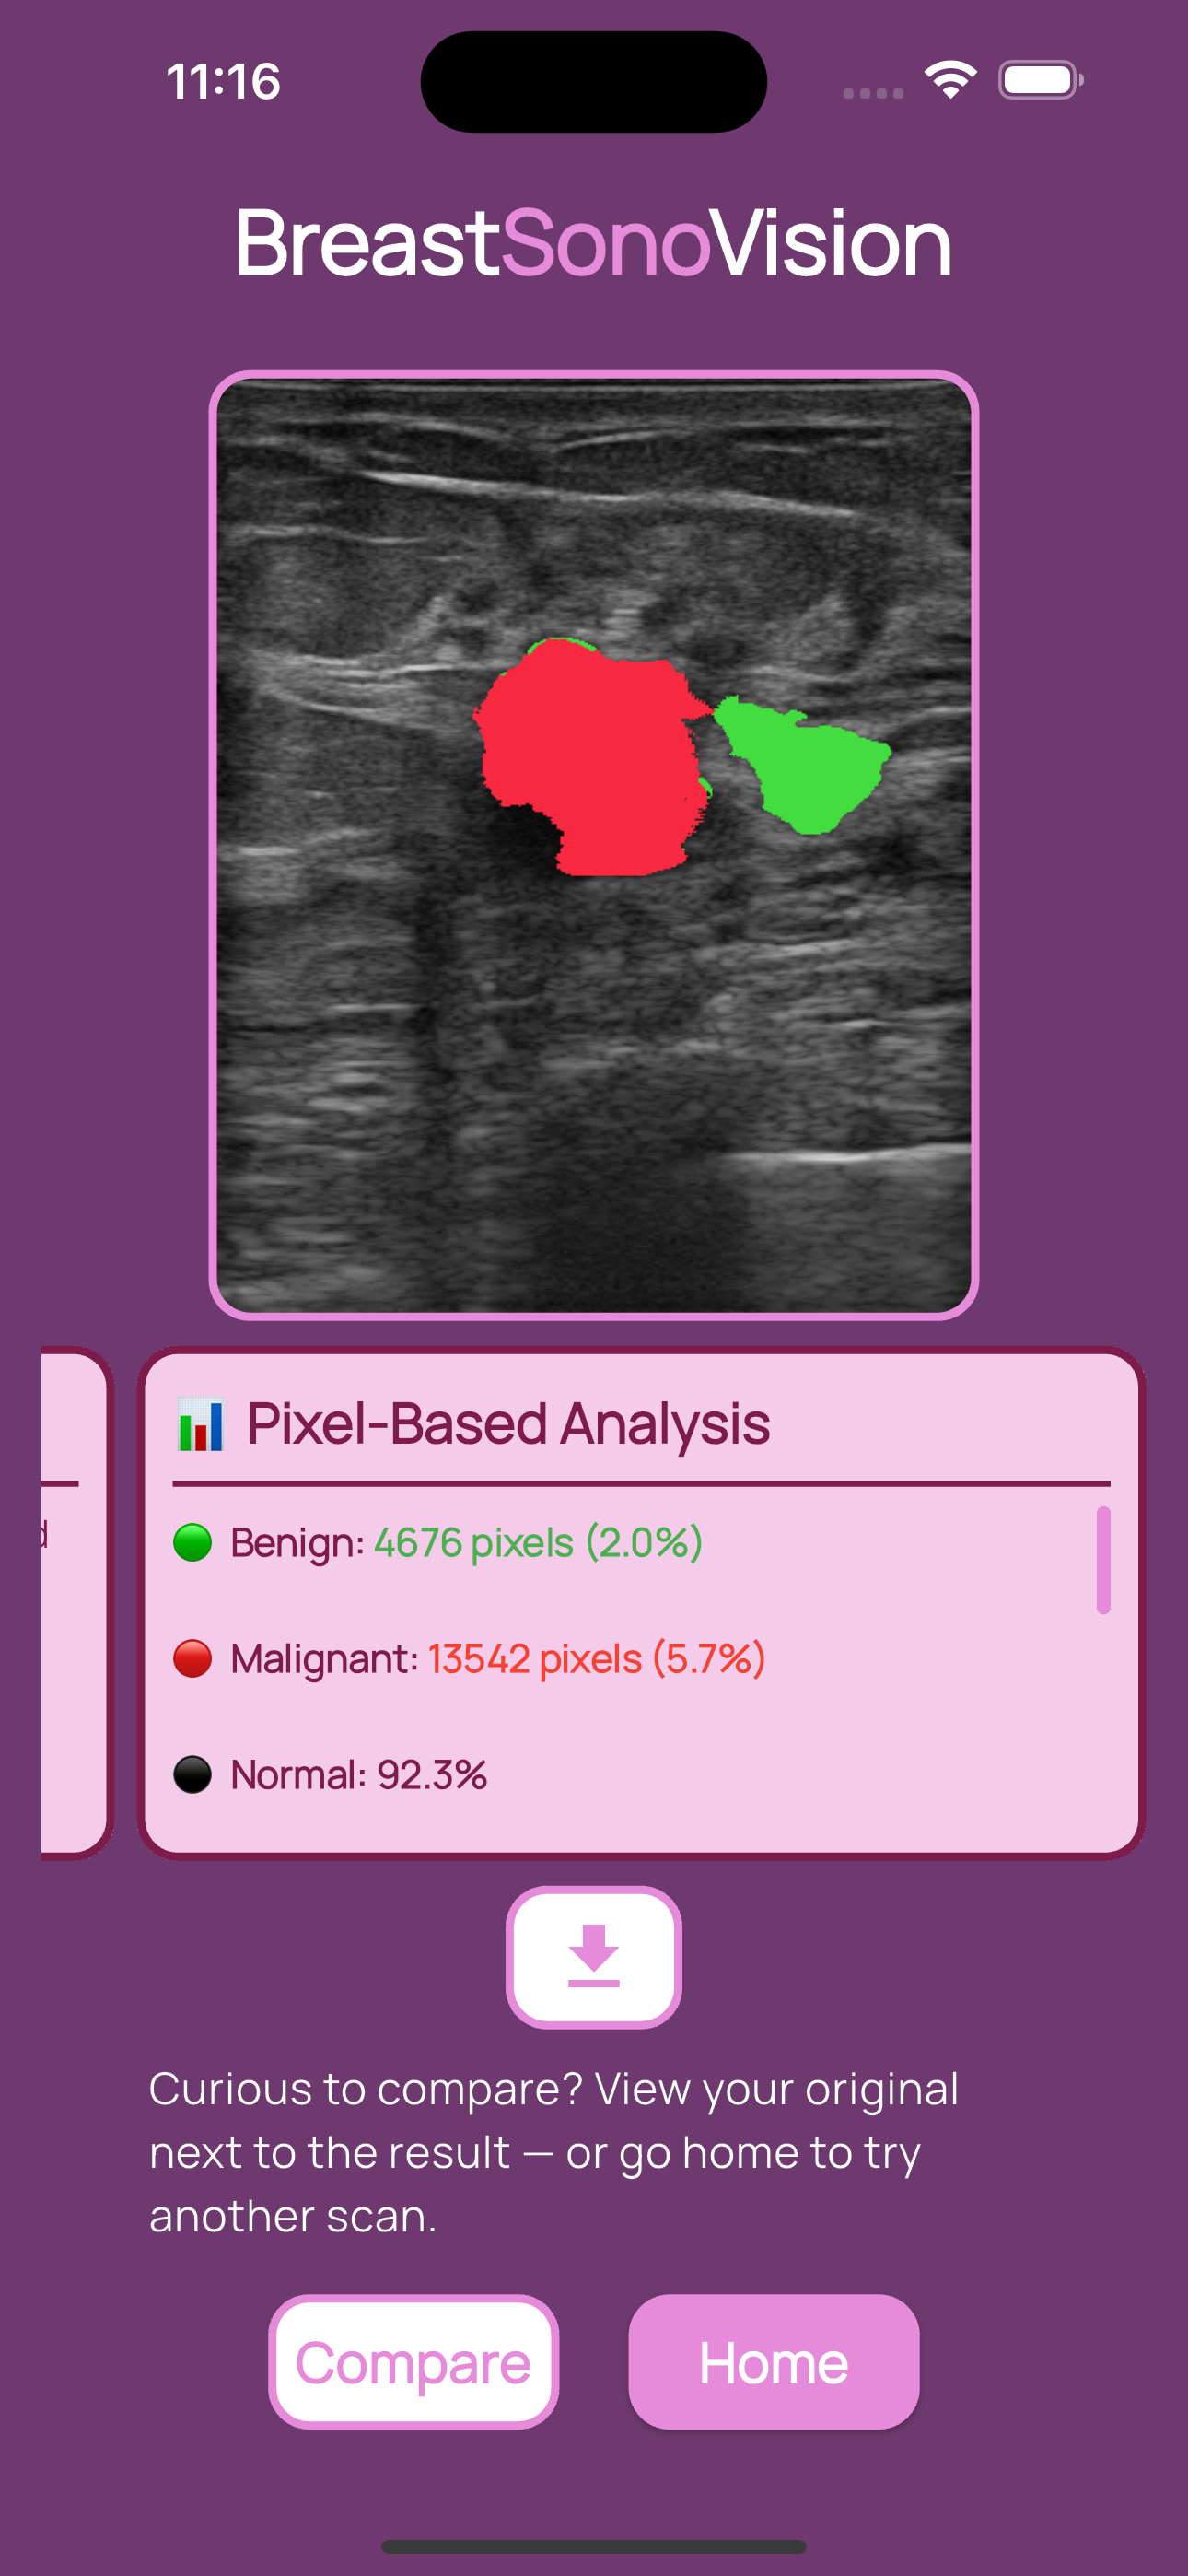 11:16
BreastSonoVision
Pixel-Based Analysis
d
Benign: 4676 pixels (2.0%)
Malignant: 13542 pixels (5.7%)
Normal: 92.3%
Curious to compare? View your original
next to the result — or go home to try
another scan.
Compare
Home